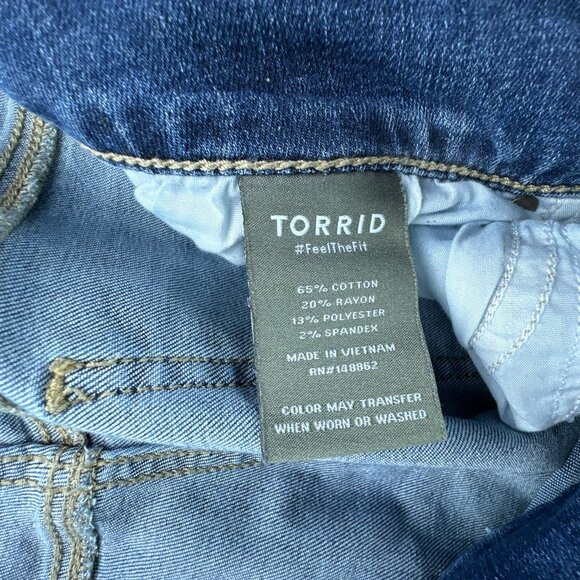 TORRID
#FeelTheFit
65% COTTON
20% RAYON
13% POLYESTER
2% SPANDEX
MADE IN VIETNAM
RN#148862
COLOR MAY TRANSFER
WHEN WORN OR WASHED